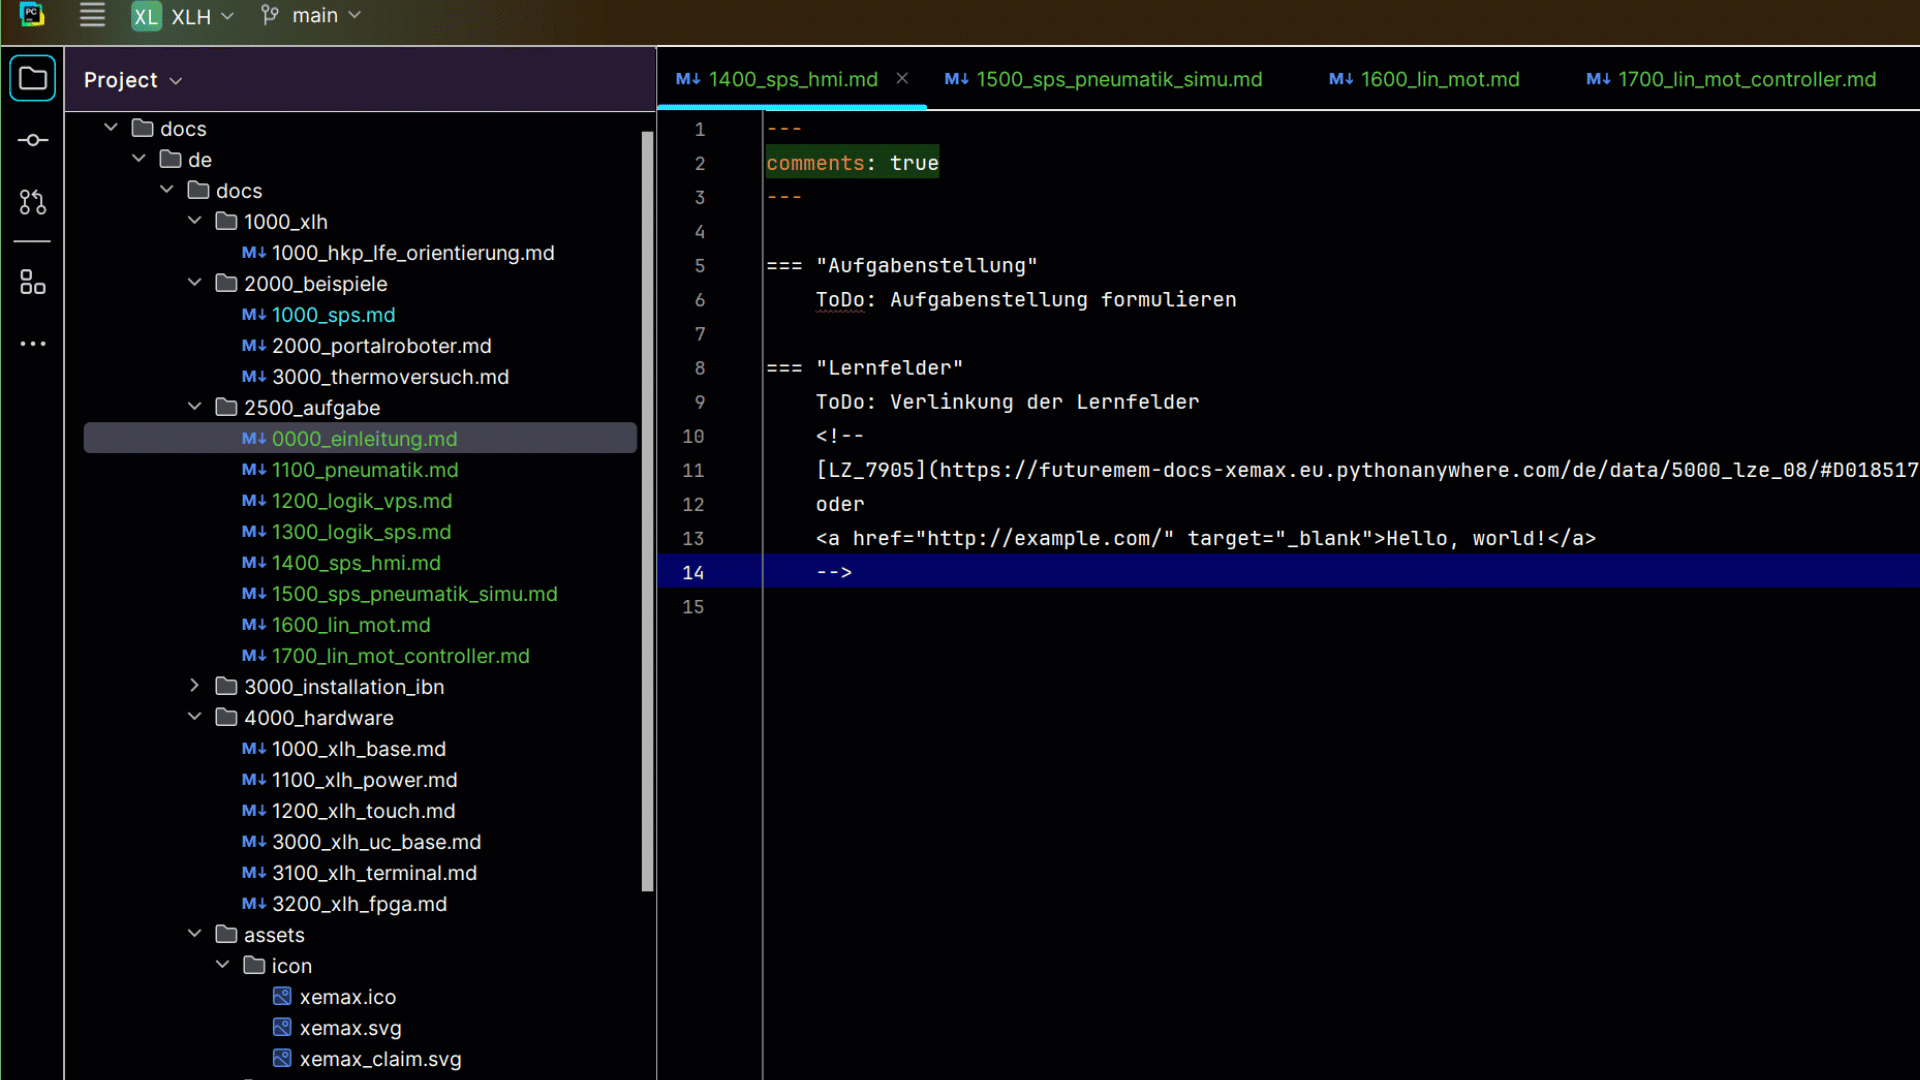 PC XL XLH main
Project
docs
de
docs
1000_xlh
M↓ 1000_hkp_lfe_orientierung.md
2000_beispiele
M↓ 1000_sps.md
M↓ 2000_portalroboter.md
M↓ 3000_thermoversuch.md
2500_aufgabe
M↓ 0000_einleitung.md
M↓ 1100_pneumatik.md
M↓ 1200_logik_vps.md
M↓ 1300_logik_sps.md
M↓ 1400_sps_hmi.md
M↓ 1500_sps_pneumatik_simu.md
M↓ 1600_lin_mot.md
M↓ 1700_lin_mot_controller.md
3000_installation_ibn
4000_hardware
M↓ 1000_xlh_base.md
M↓ 1100_xlh_power.md
M↓ 1200_xlh_touch.md
M↓ 3000_xlh_uc_base.md
M↓ 3100_xlh_terminal.md
M↓ 3200_xlh_fpga.md
assets
icon
xemax.ico
xemax.svg
xemax_claim.svg
M↓ 1400_sps_hmi.md × M↓ 1500_sps_pneumatik_simu.md M↓ 1600_lin_mot.md M↓ 1700_lin_mot_controller.md
1 ---
2 comments: true
3 ---
4
5 === "Aufgabenstellung"
6 ToDo: Aufgabenstellung formulieren
7
8 === "Lernfelder"
9 ToDo: Verlinkung der Lernfelder
10 <!--
11 [LZ_7905](https://futuremem-docs-xemax.eu.pythonanywhere.com/de/data/5000_lze_08/#D018517
12 oder
13 <a href="http://example.com/" target="_blank">Hello, world!</a>
14 -->
15